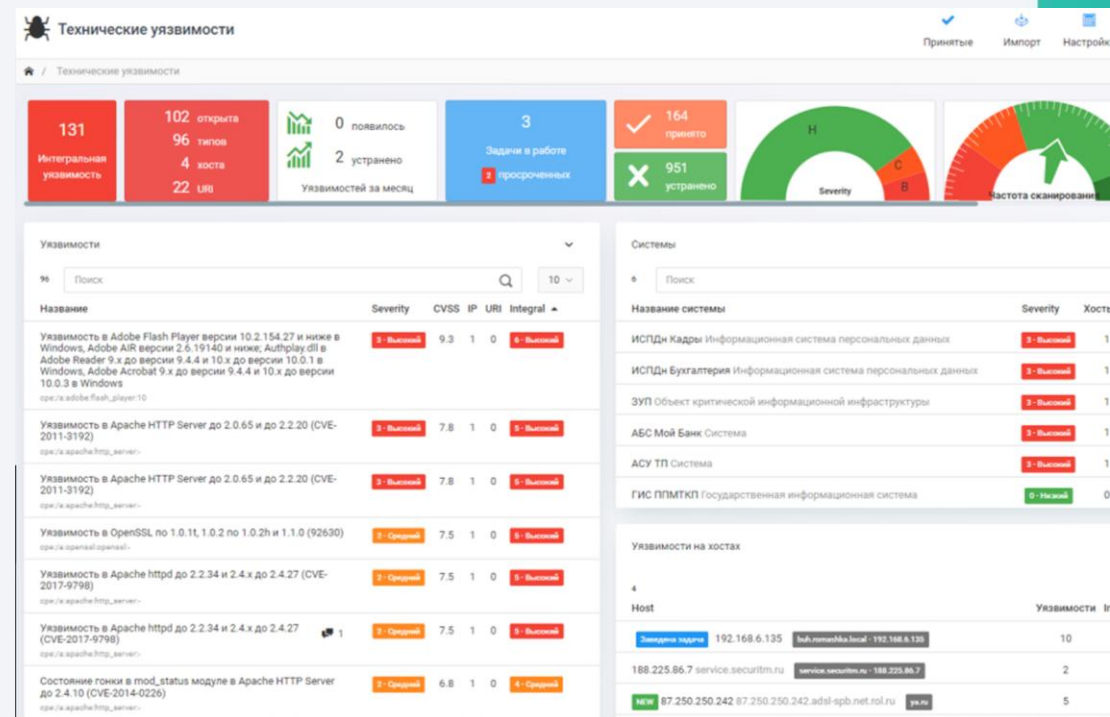 Технические уязвимости
Принятые
Импорт
Настройк
/ Технические уязвимости
131
Интегральная
уязвимость
102 открыта
96 типов
4 хоста
22 URI
0 появилось
2 устранено
Уязвимостей за месяц
3
Задачи в работе
2 просроченных
164
принято
951
устранено
H
C
B
Severity
Частота сканирования
Уязвимости
96 Поиск 10
Название Severity CVSS IP URI Integral
Уязвимость в Adobe Flash Player версии 10.2.154.27 и ниже в
Windows, Adobe AIR версии 2.6.19140 и ниже; Authplay.dll в
Adobe Reader 9.x до версии 9.4.4 и 10.x до версии 10.0.1 в
Windows, Adobe Acrobat 9.x до версии 9.4.4 и 10.x до версии
10.0.3 в Windows
3 - Высокий 9.3 1 0 6 - Высокий
cpe:/a:adobe:flash_player:10
Уязвимость в Apache HTTP Server до 2.0.65 и до 2.2.20 (CVE-
2011-3192)
3 - Высокий 7.8 1 0 5 - Высокий
cpe:/a:apache:http_server:-
Уязвимость в Apache HTTP Server до 2.0.65 и до 2.2.20 (CVE-
2011-3192)
3 - Высокий 7.8 1 0 5 - Высокий
cpe:/a:apache:http_server:-
Уязвимость в OpenSSL по 1.0.1t, 1.0.2 по 1.0.2h и 1.1.0 (92630)
2 - Средний 7.5 1 0 5 - Высокий
cpe:/a:openssl:openssl:-
Уязвимость в Apache httpd до 2.2.34 и 2.4.x до 2.4.27 (CVE-
2017-9798)
2 - Средний 7.5 1 0 5 - Высокий
cpe:/a:apache:http_server:-
Уязвимость в Apache httpd до 2.2.34 и 2.4.x до 2.4.27
(CVE-2017-9798)
1
2 - Средний 7.5 1 0 5 - Высокий
cpe:/a:apache:http_server:-
Состояние гонки в mod_status модуле в Apache HTTP Server
до 2.4.10 (CVE-2014-0226)
2 - Средний 6.8 1 0 4 - Средний
cpe:/a:apache:http_server:-
Системы
6 Поиск
Название системы Severity Хосты
ИСПДн Кадры Информационная система персональных данных 3 - Высокий 1
ИСПДн Бухгалтерия Информационная система персональных данных 3 - Высокий 1
ЗУП Объект критической информационной инфраструктуры 3 - Высокий 1
АБС Мой Банк Система 3 - Высокий 1
АСУ ТП Система 3 - Высокий 1
ГИС ППМТКП Государственная информационная система 0 - Низкий 0
Уязвимости на хостах
4
Host Уязвимости In
Заведена задача 192.168.6.135 buh.romashka.local - 192.168.6.135 10
188.225.86.7 service.securitm.ru service.securitm.ru - 188.225.86.7 2
NEW 87.250.250.242 87.250.250.242.adsl-spb.net.rol.ru ya.ru 5